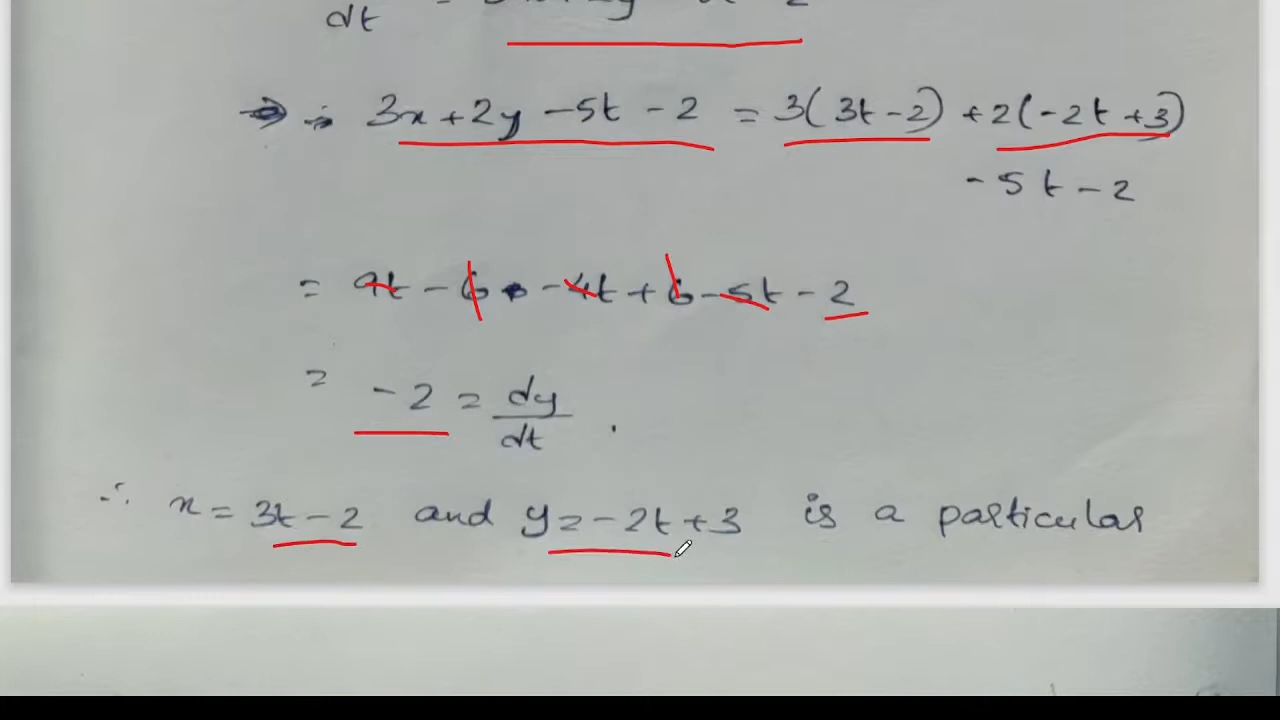 dt
⇒ ∴ 3x+2y -5t -2 = 3(3t-2) +2(-2t+3)
-5t-2
= 9t - 6 -4t + 6 -5t - 2
= -2 = dy/dt .
∴ x = 3t-2 and y=-2t+3 is a particular